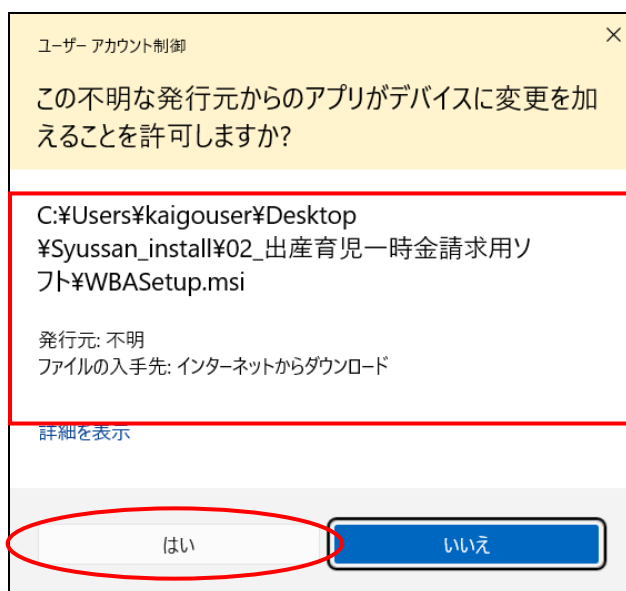 ユーザー アカウント制御
この不明な発行元からのアプリがデバイスに変更を加
えることを許可しますか?
C:¥Users¥kaigouser¥Desktop
¥Syussan_install¥02_出産育児一時金請求用ソ
フト¥WBASetup.msi
発行元: 不明
ファイルの入手先: インターネットからダウンロード
詳細を表示
はい
いいえ